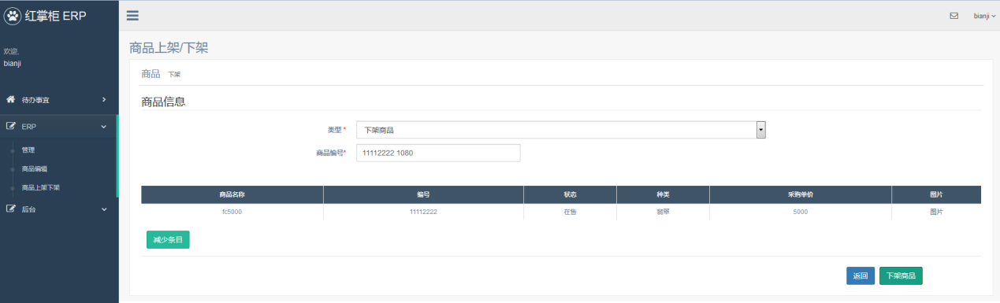 红掌柜 ERP
bianji
欢迎,
bianji
商品上架/下架
商品 下架
待办事宜
商品信息
ERP
类型 *
下架商品
管理
商品编号*
11112222 1080
商品编辑
商品上架下架
商品名称 编号 状态 种类 采购单价 图片
后台
fc5000 11112222 在售 翡翠 5000 图片
减少条目
返回 下架商品